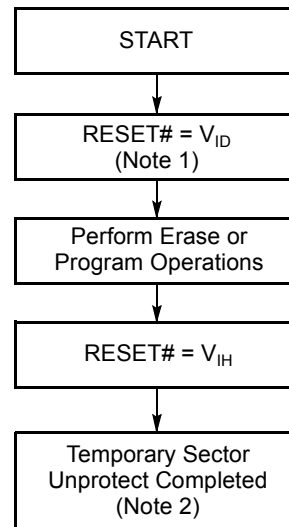 START
RESET# = VID
(Note 1)
Perform Erase or
Program Operations
RESET# = VIH
Temporary Sector
Unprotect Completed
(Note 2)